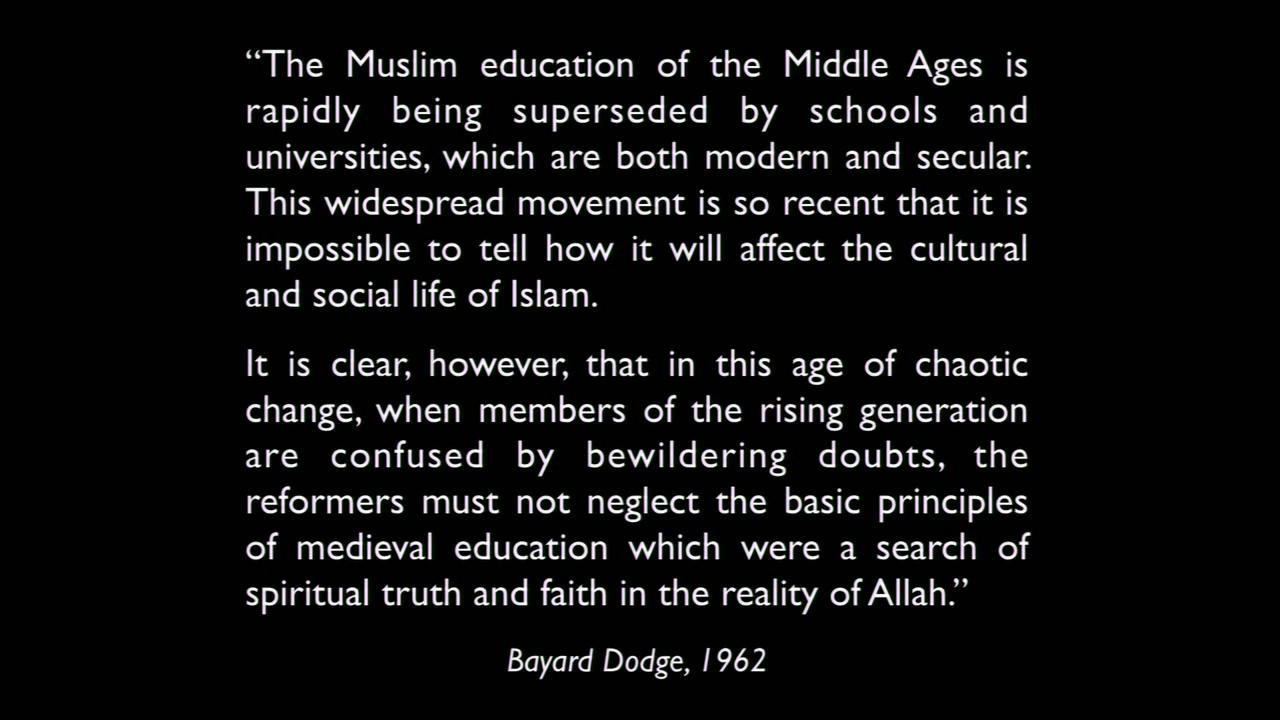 “The Muslim education of the Middle Ages is
rapidly being superseded by schools and
universities, which are both modern and secular.
This widespread movement is so recent that it is
impossible to tell how it will affect the cultural
and social life of Islam.
It is clear, however, that in this age of chaotic
change, when members of the rising generation
are confused by bewildering doubts, the
reformers must not neglect the basic principles
of medieval education which were a search of
spiritual truth and faith in the reality of Allah.”
Bayard Dodge, 1962